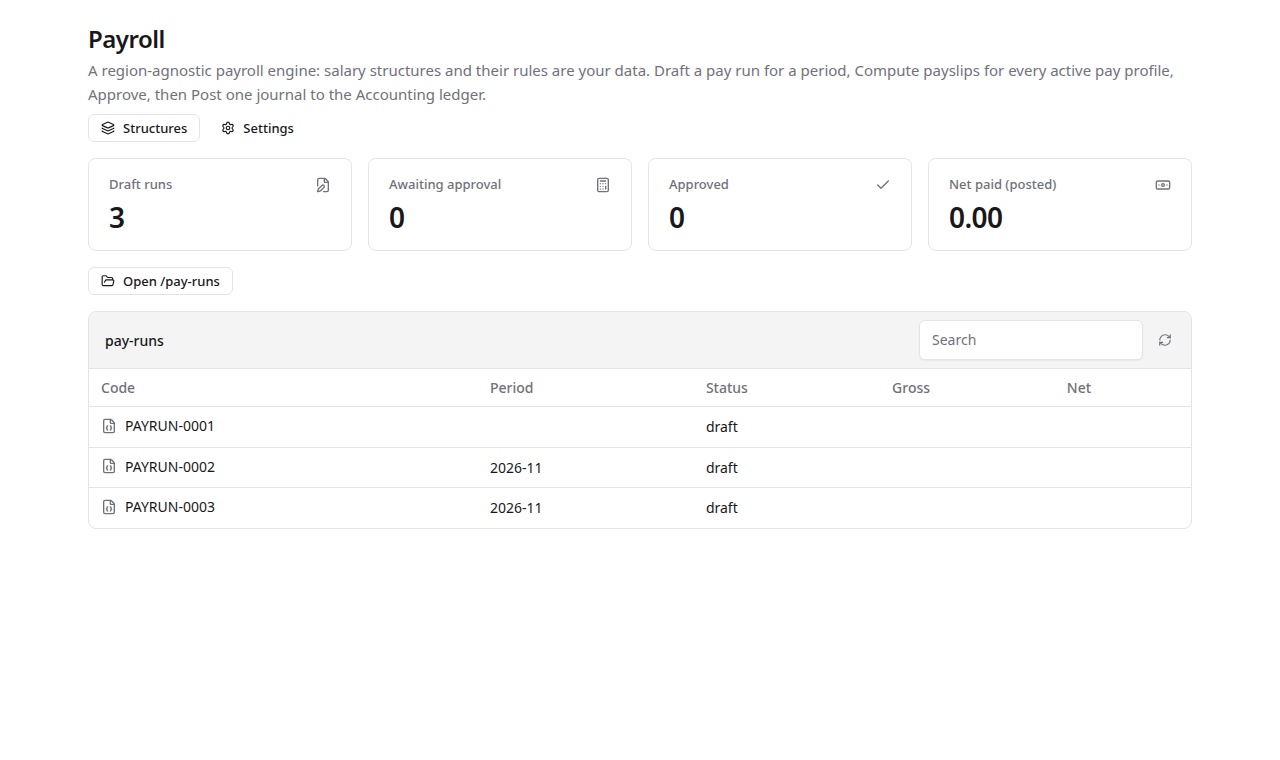 Payroll
A region-agnostic payroll engine: salary structures and their rules are your data. Draft a pay run for a period, Compute payslips for every active pay profile,
Approve, then Post one journal to the Accounting ledger.
Structures Settings
Draft runs Awaiting approval Approved Net paid (posted)
3 0 0 0.00
Open /pay-runs
pay-runs Search
Code Period Status Gross Net
PAYRUN-0001 draft
PAYRUN-0002 2026-11 draft
PAYRUN-0003 2026-11 draft